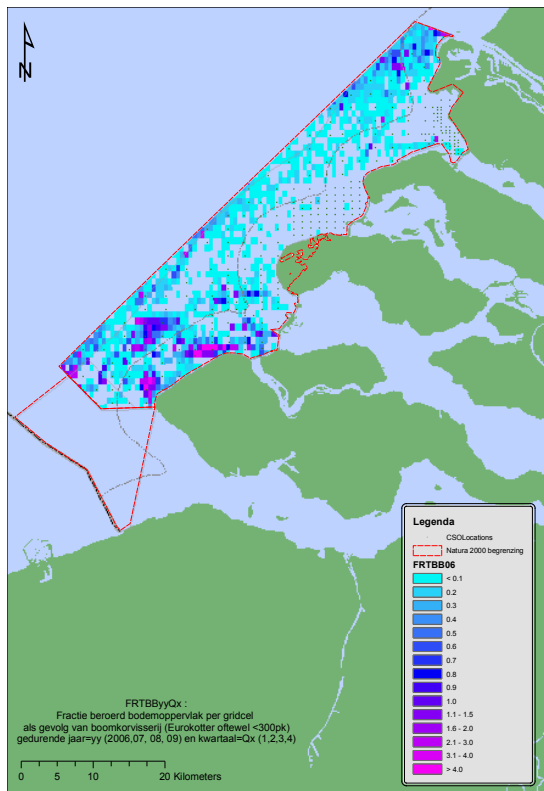 N
Legenda
CSOLocations
Natura 2000 begrenzing
FRTBB06
< 0.1
0.2
0.3
0.4
0.5
0.6
0.7
0.8
0.9
1.0
1.1 - 1.5
1.6 - 2.0
2.1 - 3.0
3.1 - 4.0
> 4.0
FRTBByyQx :
Fractie beroerd bodemoppervlak per gridcel
als gevolg van boomkorvisserij (Eurokotter oftewel <300pk)
gedurende jaar=yy (2006,07, 08, 09) en kwartaal=Qx (1,2,3,4)
0 5 10 20 Kilometers